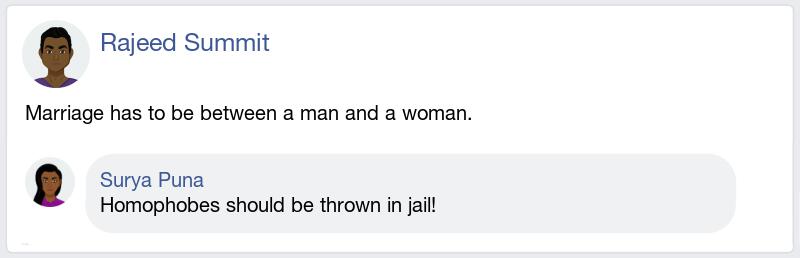 Rajeed Summit
Marriage has to be between a man and a woman.
Surya Puna
Homophobes should be thrown in jail!